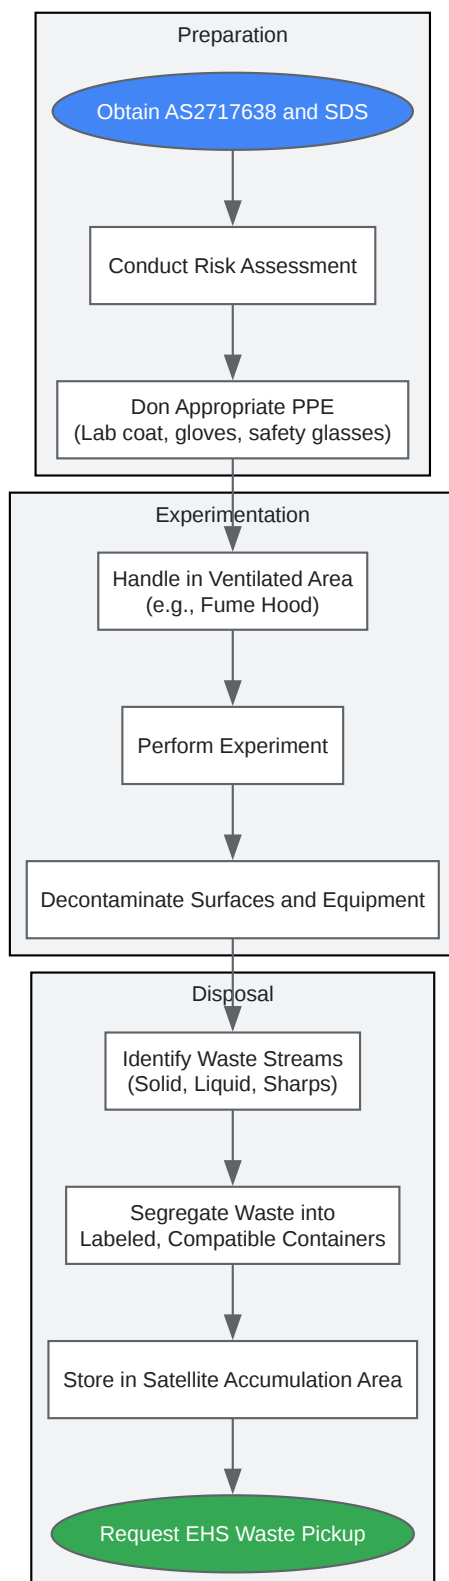 Preparation
Obtain AS2717638 and SDS
Conduct Risk Assessment
Don Appropriate PPE
(Lab coat, gloves, safety glasses)
Experimentation
Handle in Ventilated Area
(e.g., Fume Hood)
Perform Experiment
Decontaminate Surfaces and Equipment
Disposal
Identify Waste Streams
(Solid, Liquid, Sharps)
Segregate Waste into
Labeled, Compatible Containers
Store in Satellite Accumulation Area
Request EHS Waste Pickup